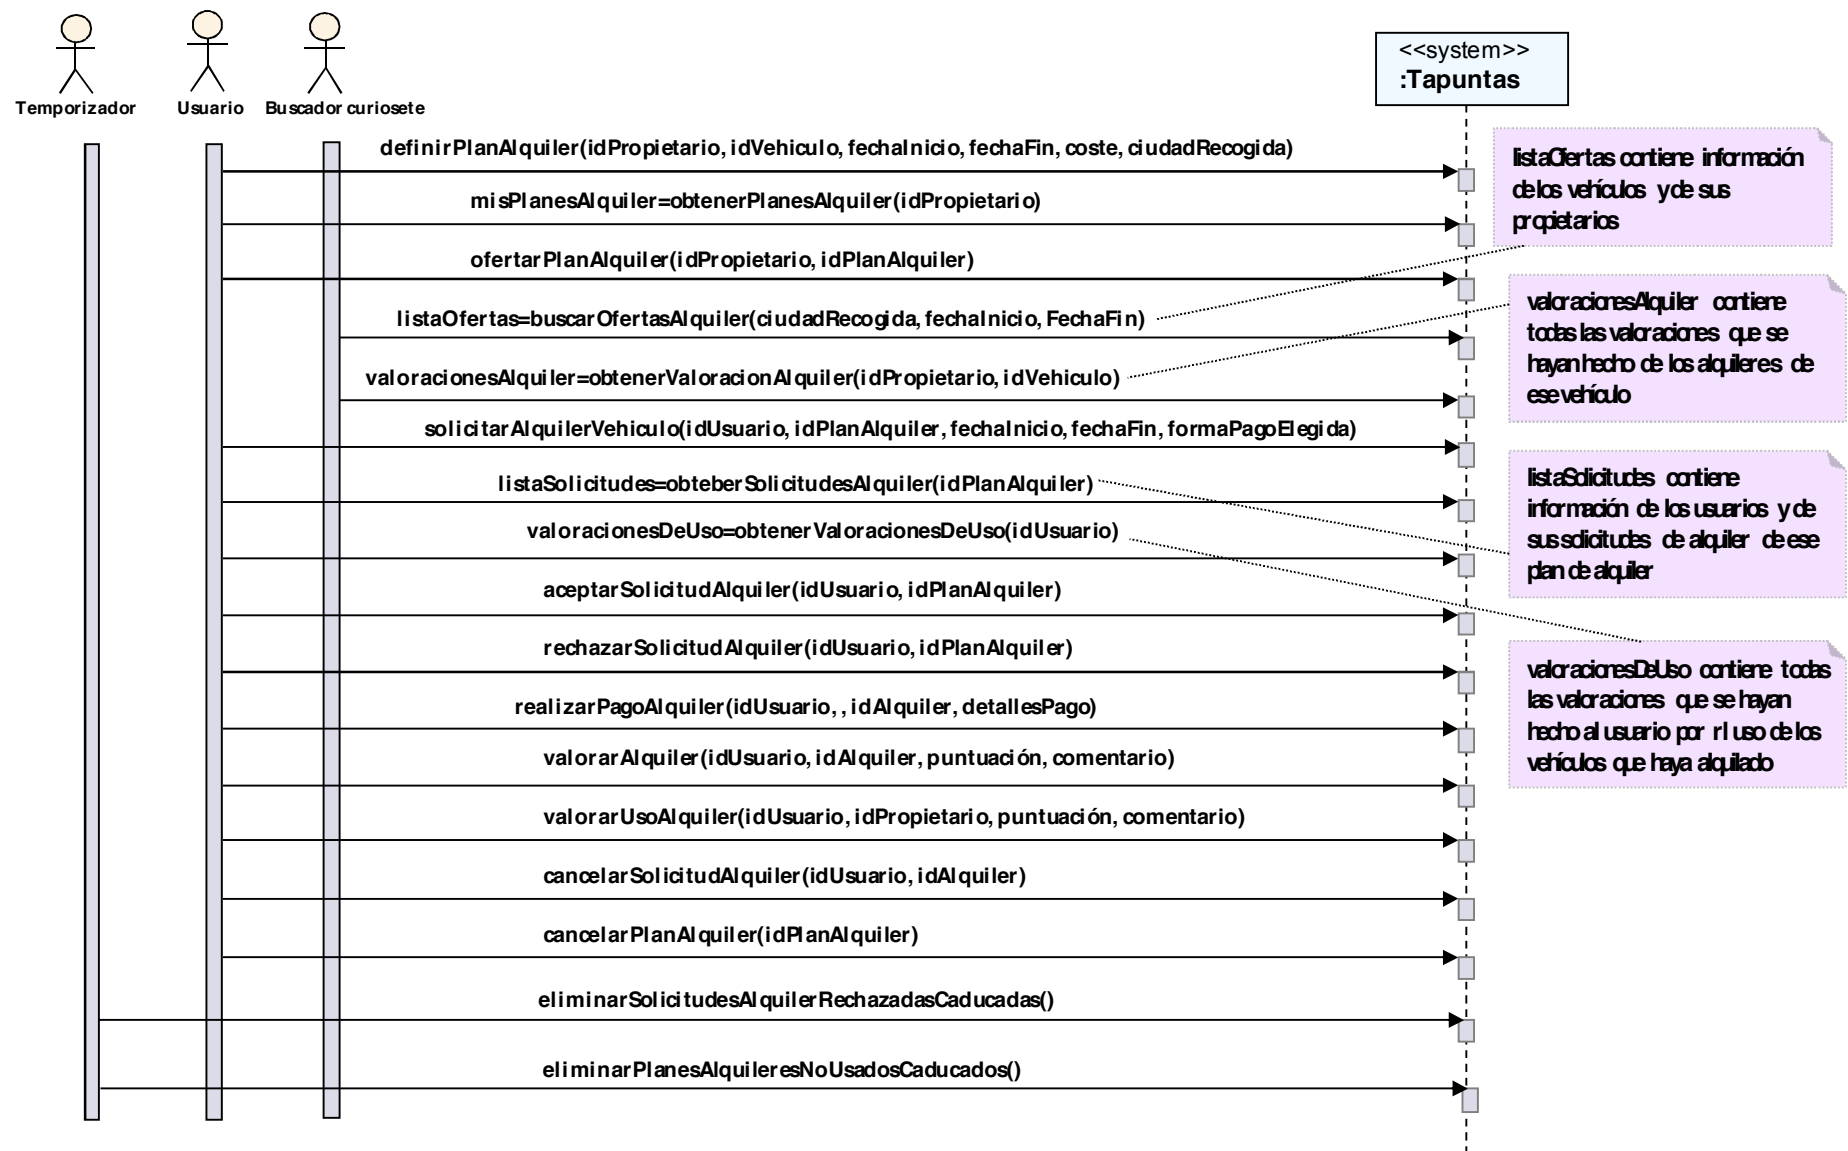 Temporizador
Usuario
Buscador curiosete
<<system>>
:Tapuntas
definirPlanAlquiler(idPropietario, idVehiculo, fechaInicio, fechaFin, coste, ciudadRecogida)
misPlanesAlquiler=obtenerPlanesAlquiler(idPropietario)
ofertarPlanAlquiler(idPropietario, idPlanAlquiler)
listaOfertas=buscarOfertasAlquiler(ciudadRecogida, fechaInicio, FechaFin)
valoracionesAlquiler=obtenerValoracionAlquiler(idPropietario, idVehiculo)
solicitarAlquilerVehiculo(idUsuario, idPlanAlquiler, fechaInicio, fechaFin, formaPagoElegida)
listaSolicitudes=obteberSolicitudesAlquiler(idPlanAlquiler)
valoracionesDeUso=obtenerValoracionesDeUso(idUsuario)
aceptarSolicitudAlquiler(idUsuario, idPlanAlquiler)
rechazarSolicitudAlquiler(idUsuario, idPlanAlquiler)
realizarPagoAlquiler(idUsuario, , idAlquiler, detallesPago)
valorarAlquiler(idUsuario, idAlquiler, puntuación, comentario)
valorarUsoAlquiler(idUsuario, idPropietario, puntuación, comentario)
cancelarSolicitudAlquiler(idUsuario, idAlquiler)
cancelarPlanAlquiler(idPlanAlquiler)
eliminarSolicitudesAlquilerRechazadasCaducadas()
eliminarPlanesAlquileresNoUsadosCaducados()
listaOfertas contiene información
de los vehículos y de sus
propietarios
valoracionesAlquiler contiene
todas las valoraciones que se
hayan hecho de los alquileres de
ese vehículo
listaSolicitudes contiene
información de los usuarios y de
sus solicitudes de alquiler de ese
plan de alquiler
valoracionesDeUso contiene todas
las valoraciones que se hayan
hecho al usuario por rl uso de los
vehículos que haya alquilado